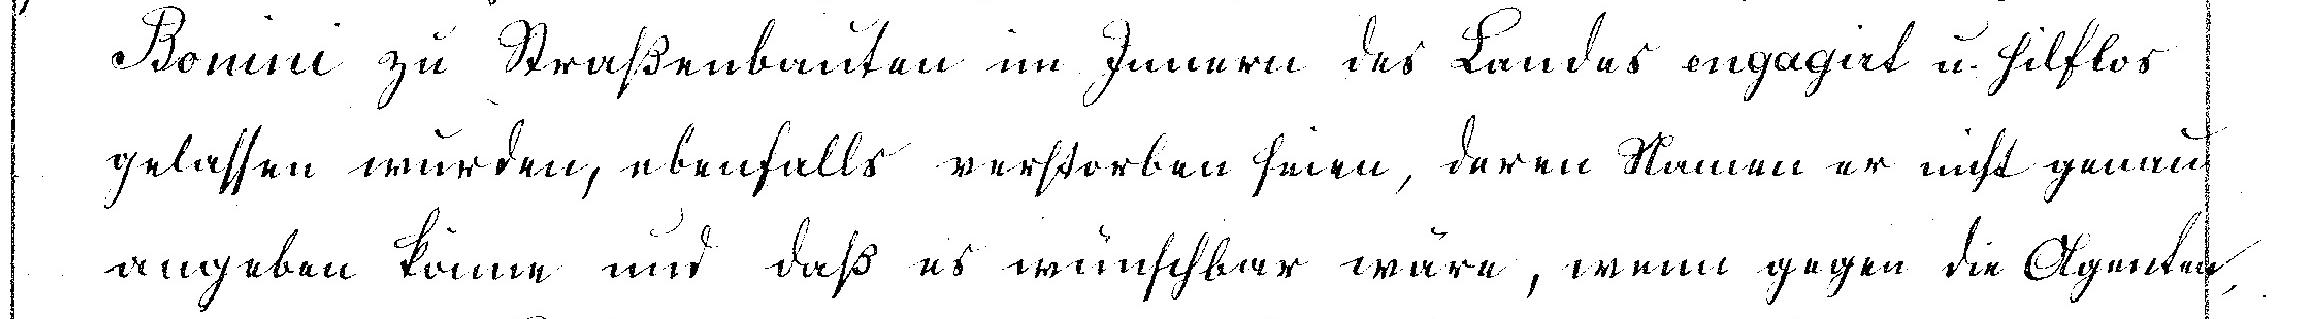 Bonini zu Straßenbauten im Innern des Landes engagirt u. hilflos
gelassen wurden, ebenfalls verstorben seien, deren Namen er nicht genau
angeben könne und daß es wünschbar wäre, wenn gegen die Agenten,